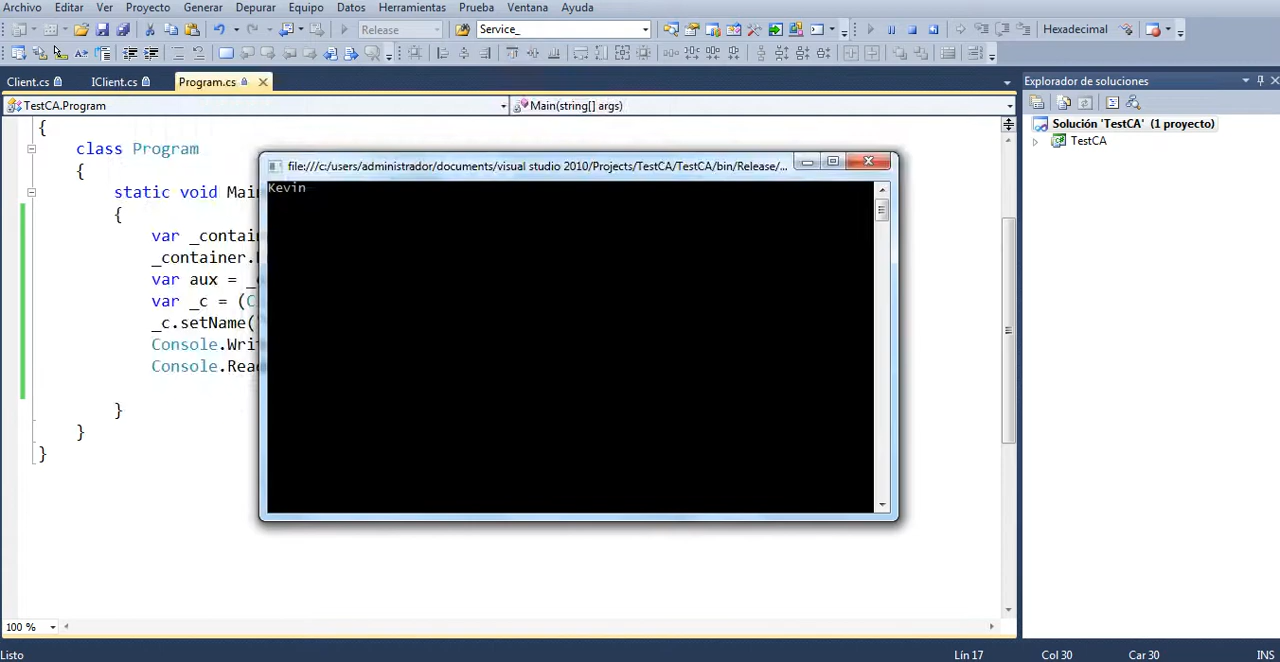 Archivo Editar Ver Proyecto Generar Depurar Equipo Datos Herramientas Prueba Ventana Ayuda
Release Service_ Hexadecimal
Client.cs IClient.cs Program.cs
Explorador de soluciones
TestCA.Program Main(string[] args)
Solución 'TestCA' (1 proyecto)
TestCA
{
class Program
{
static void Mai
{
var _contain
_container.
var aux = _
var _c = (
_c.setName(
Console.Wri
Console.Read
}
}
}
file:///c:/users/administrador/documents/visual studio 2010/Projects/TestCA/TestCA/bin/Release/...
Kevin
100 %
Listo Lín 17 Col 30 Car 30 INS